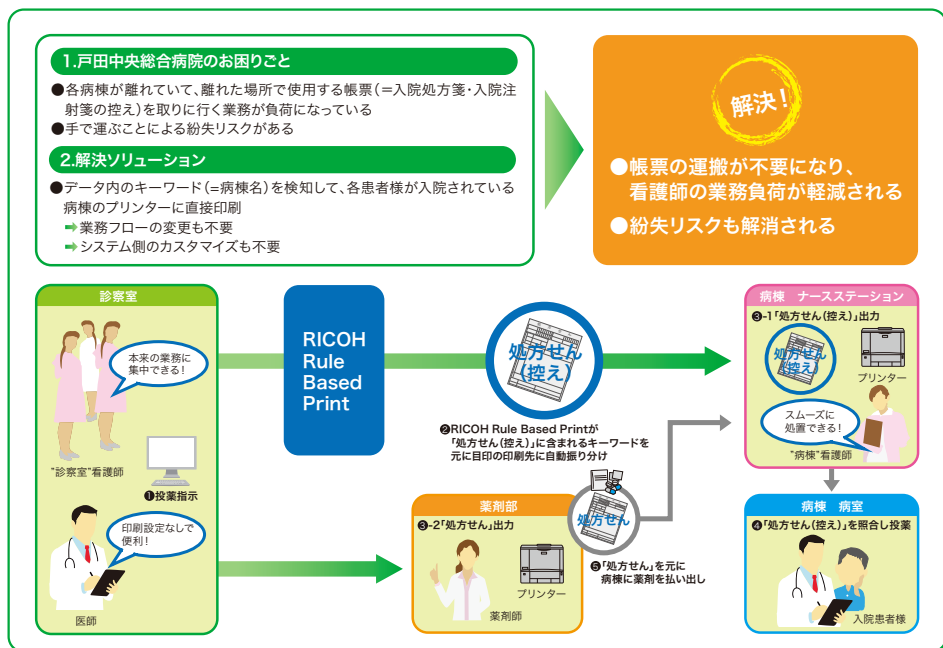 1.戸田中央総合病院のお困りごと
●各病棟が離れていて、離れた場所で使用する帳票(=入院処方箋・入院注
射箋の控え)を取りに行く業務が負荷になっている
●手で運ぶことによる紛失リスクがある
2.解決ソリューション
●データ内のキーワード(=病棟名)を検知して、各患者様が入院されている
病棟のプリンターに直接印刷
➡業務フローの変更も不要
➡システム側のカスタマイズも不要
解決!
●帳票の運搬が不要になり、
看護師の業務負荷が軽減される
●紛失リスクも解消される
診察室
本来の業務に
集中できる!
"診察室"看護師
❶投薬指示
印刷設定なしで
便利!
医師
RICOH
Rule
Based
Print
処方せん
(控え)
❷RICOH Rule Based Printが
「処方せん(控え)」に含まれるキーワードを
元に目印の印刷先に自動振り分け
薬剤部
❸-2「処方せん」出力
プリンター
薬剤師
処方せん
❺「処方せん」を元に
病棟に薬剤を払い出し
病棟 ナースステーション
❸-1「処方せん(控え)」出力
処方せん
(控え)
プリンター
スムーズに
処置できる!
"病棟"看護師
病棟 病室
❹「処方せん(控え)」を照合し投薬
入院患者様